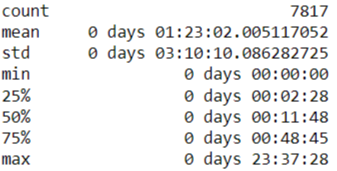 count 7817
mean 0 days 01:23:02.005117052
std 0 days 03:10:10.086282725
min 0 days 00:00:00
25% 0 days 00:02:28
50% 0 days 00:11:48
75% 0 days 00:48:45
max 0 days 23:37:28